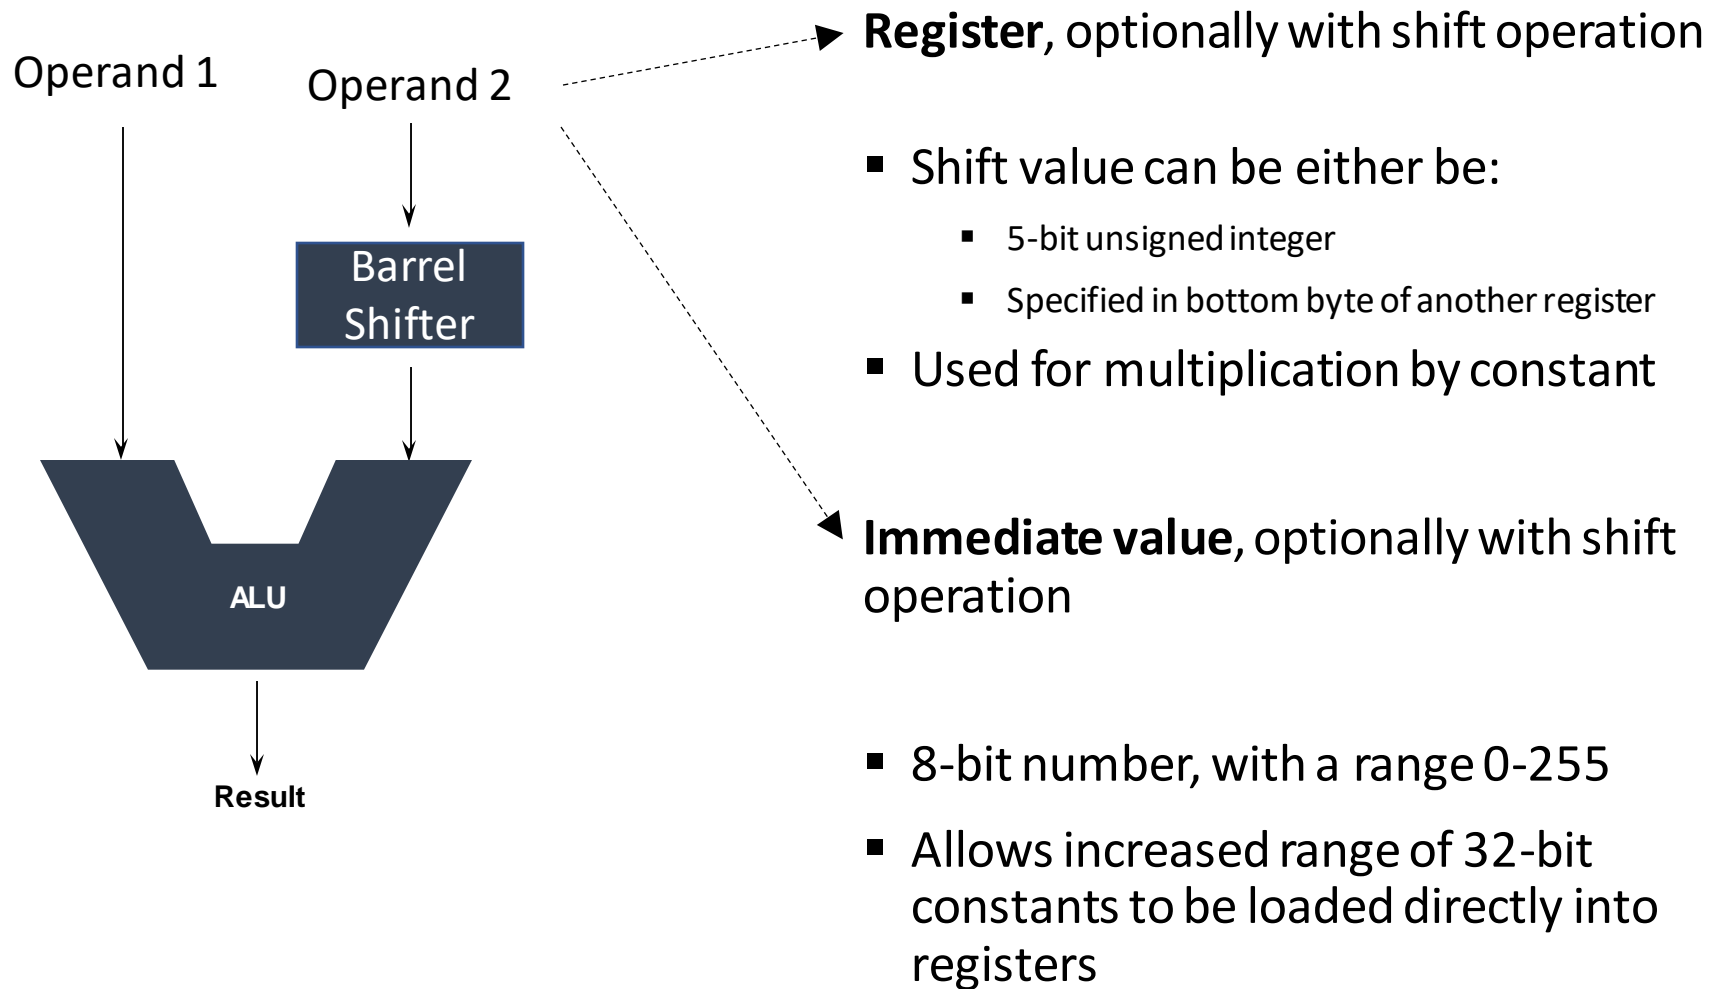 Operand 1
Operand 2
Barrel
Shifter
ALU
Result
Register, optionally with shift operation
▪ Shift value can be either be:
▪ 5-bit unsigned integer
▪ Specified in bottom byte of another register
▪ Used for multiplication by constant
Immediate value, optionally with shift
operation
▪ 8-bit number, with a range 0-255
▪ Allows increased range of 32-bit
constants to be loaded directly into
registers